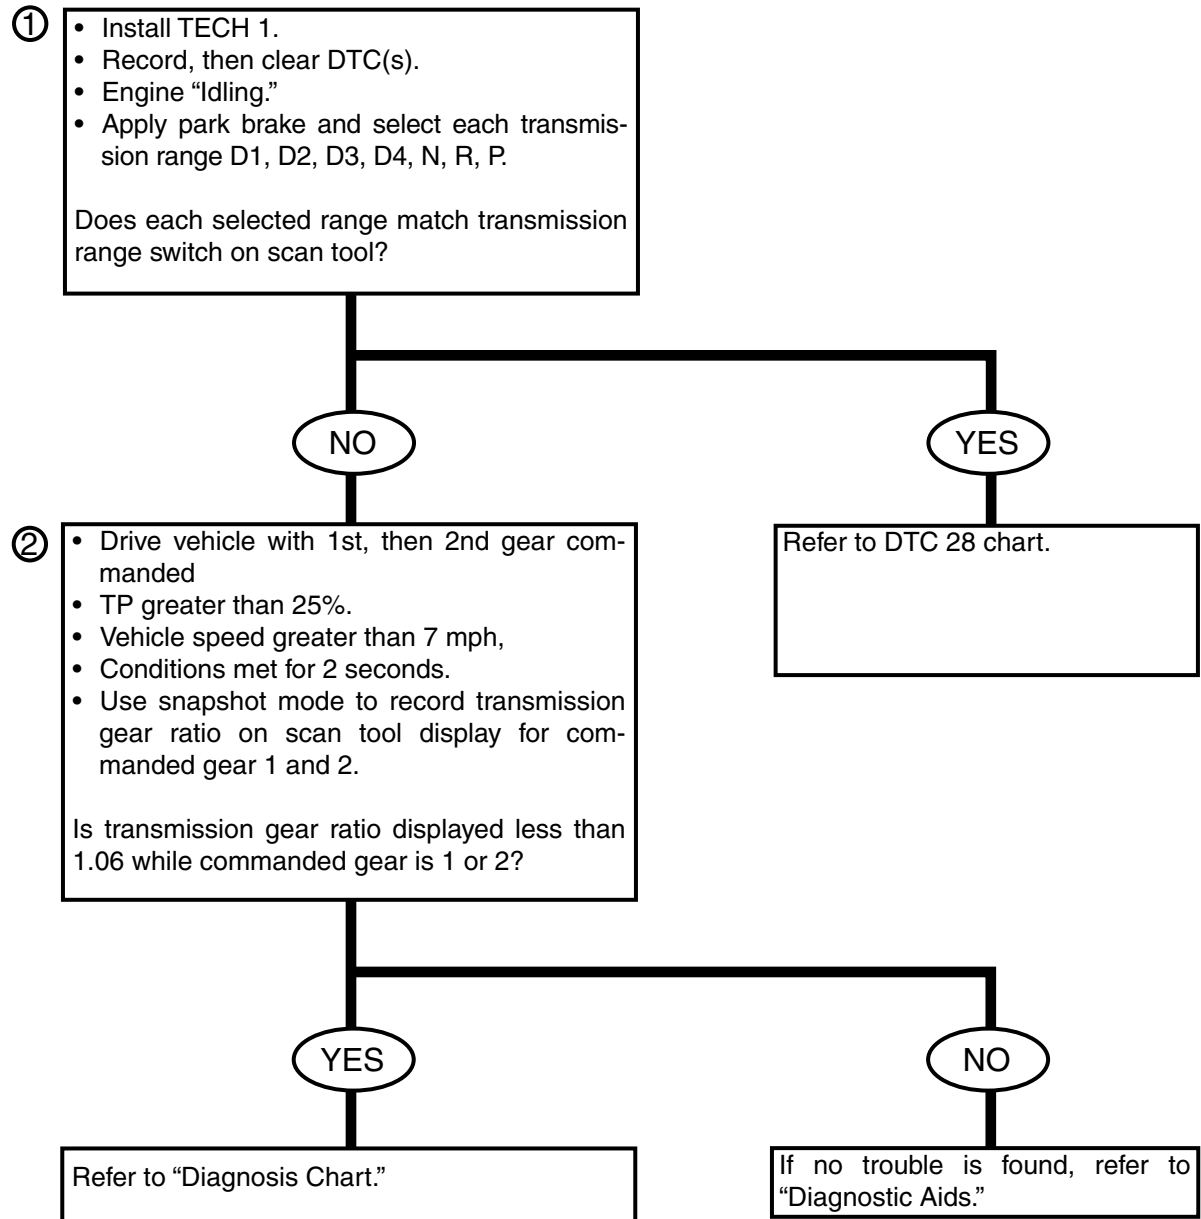 ①
• Install TECH 1.
• Record, then clear DTC(s).
• Engine “Idling.”
• Apply park brake and select each transmis-
sion range D1, D2, D3, D4, N, R, P.
Does each selected range match transmission
range switch on scan tool?
NO
YES
②
• Drive vehicle with 1st, then 2nd gear com-
manded
• TP greater than 25%.
• Vehicle speed greater than 7 mph,
• Conditions met for 2 seconds.
• Use snapshot mode to record transmission
gear ratio on scan tool display for com-
manded gear 1 and 2.
Is transmission gear ratio displayed less than
1.06 while commanded gear is 1 or 2?
Refer to DTC 28 chart.
YES
NO
Refer to “Diagnosis Chart.”
If no trouble is found, refer to
“Diagnostic Aids.”